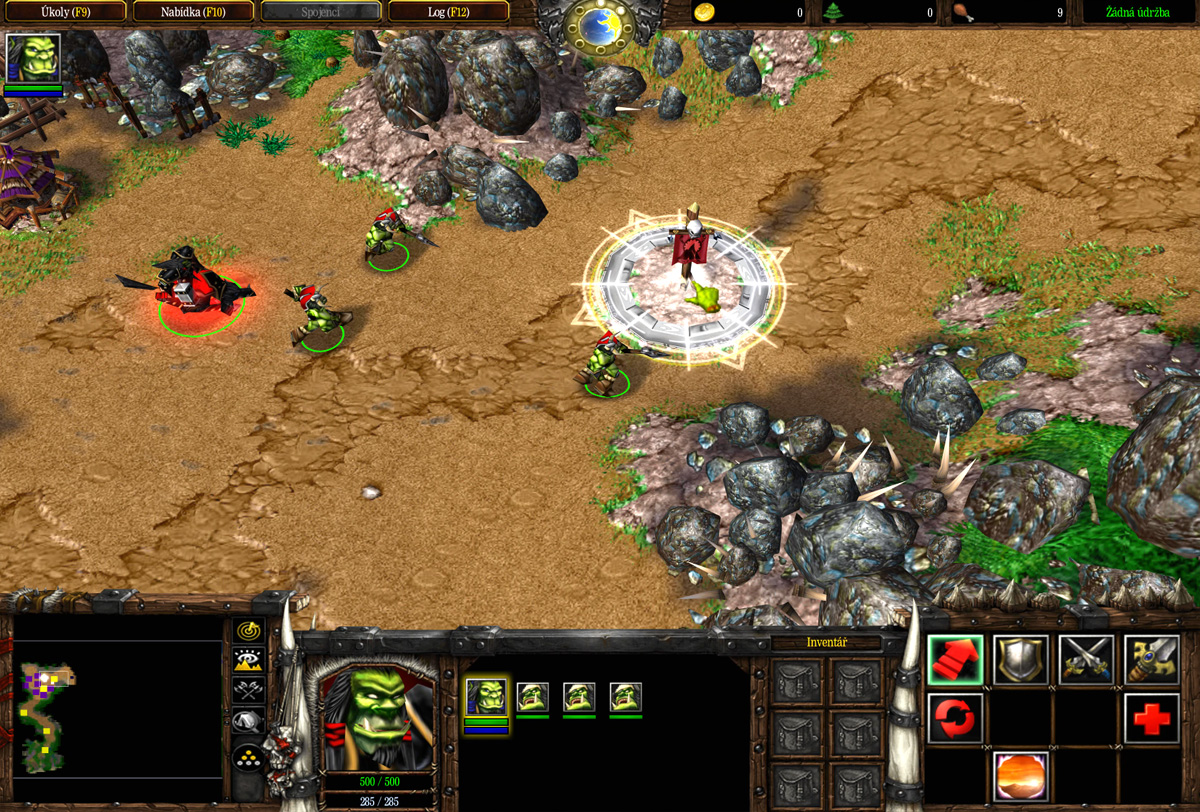 Úkoly (F9)
Nabídka (F10)
Spojenci
Log (F12)
0
0
9
Žádná údržba
Inventář
500 / 500
285 / 285